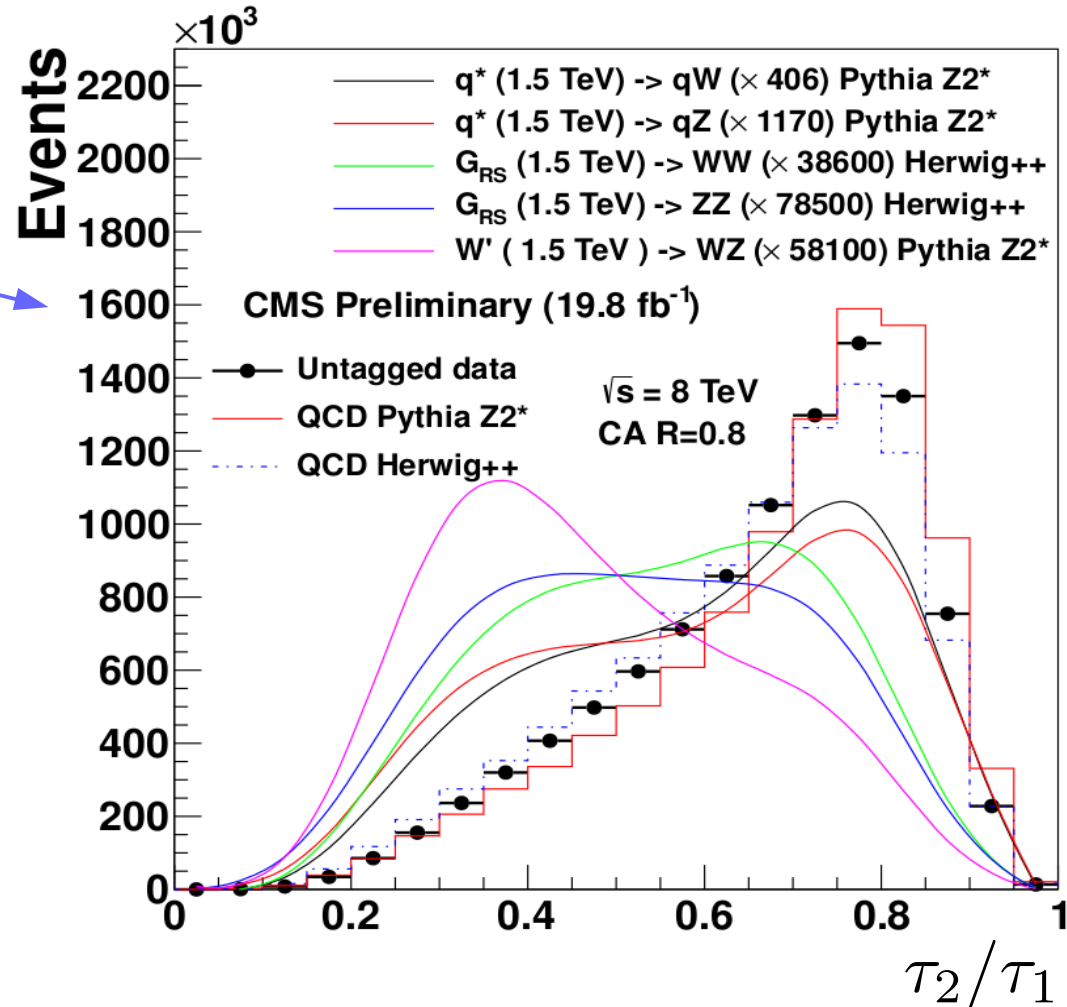 ×10³
Events
2200
2000
1800
1600
1400
1200
1000
800
600
400
200
0
q* (1.5 TeV) -> qW (× 406) Pythia Z2*
q* (1.5 TeV) -> qZ (× 1170) Pythia Z2*
G_RS (1.5 TeV) -> WW (× 38600) Herwig++
G_RS (1.5 TeV) -> ZZ (× 78500) Herwig++
W' ( 1.5 TeV ) -> WZ (× 58100) Pythia Z2*
CMS Preliminary (19.8 fb⁻¹)
Untagged data
QCD Pythia Z2*
QCD Herwig++
√s = 8 TeV
CA R=0.8
0 0.2 0.4 0.6 0.8 1
τ₂/τ₁